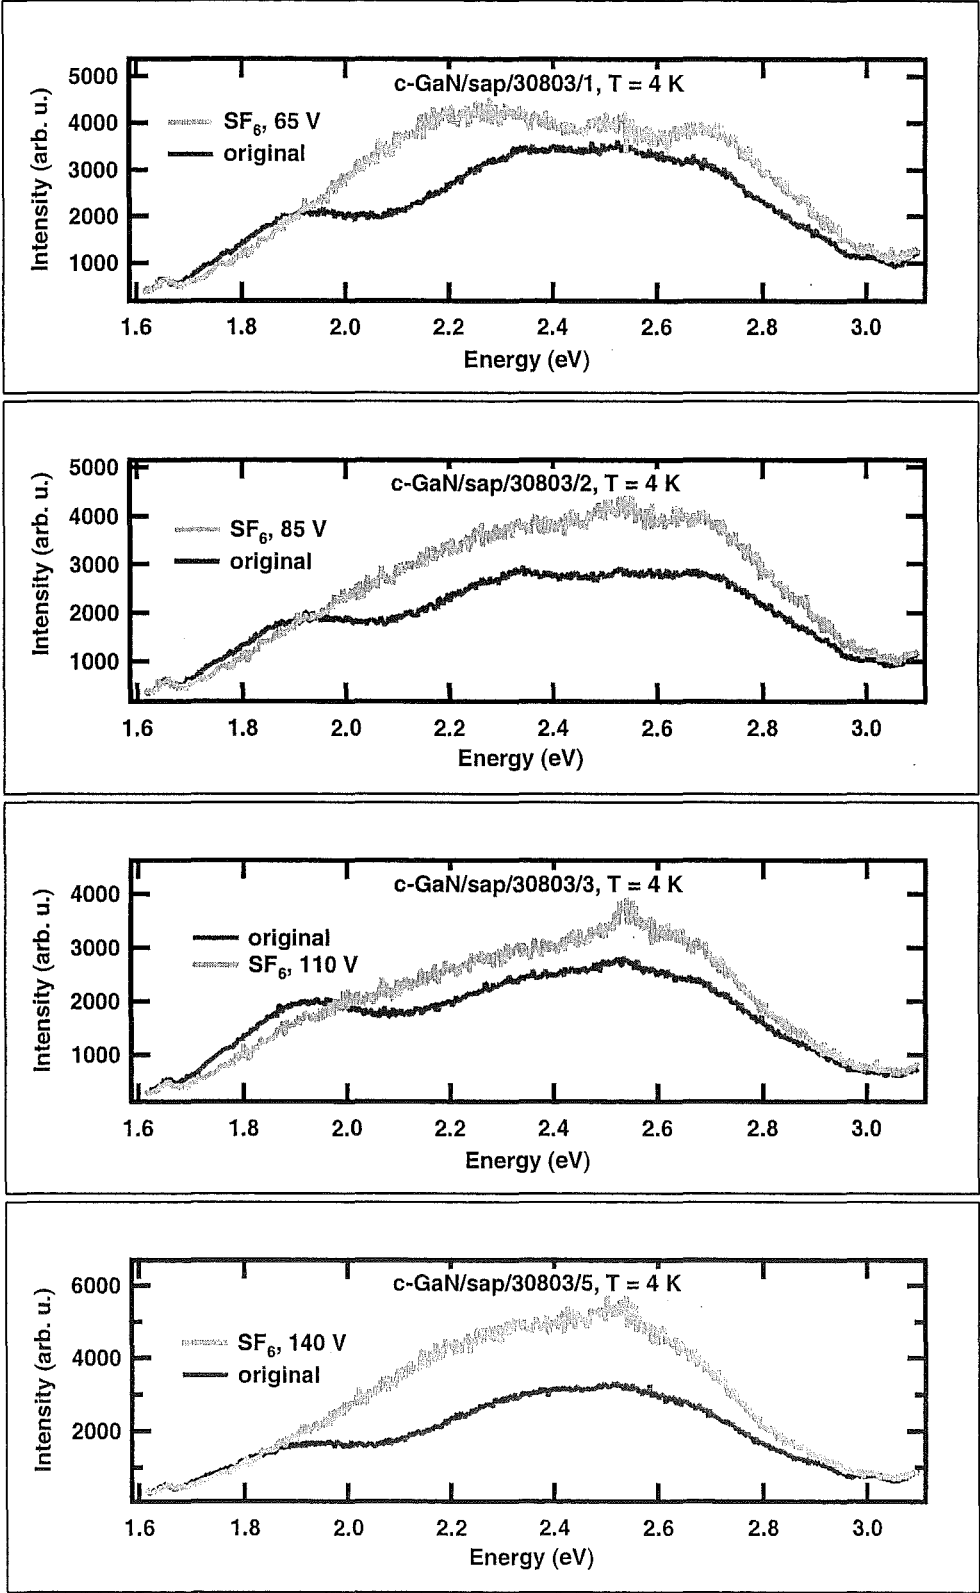 c-GaN/sap/30803/1, T = 4 K
SF6, 65 V
original
Intensity (arb. u.)
5000
4000
3000
2000
1000
1.6 1.8 2.0 2.2 2.4 2.6 2.8 3.0
Energy (eV)
c-GaN/sap/30803/2, T = 4 K
SF6, 85 V
original
Intensity (arb. u.)
5000
4000
3000
2000
1000
1.6 1.8 2.0 2.2 2.4 2.6 2.8 3.0
Energy (eV)
c-GaN/sap/30803/3, T = 4 K
original
SF6, 110 V
Intensity (arb. u.)
4000
3000
2000
1000
1.6 1.8 2.0 2.2 2.4 2.6 2.8 3.0
Energy (eV)
c-GaN/sap/30803/5, T = 4 K
SF6, 140 V
original
Intensity (arb. u.)
6000
4000
2000
1.6 1.8 2.0 2.2 2.4 2.6 2.8 3.0
Energy (eV)